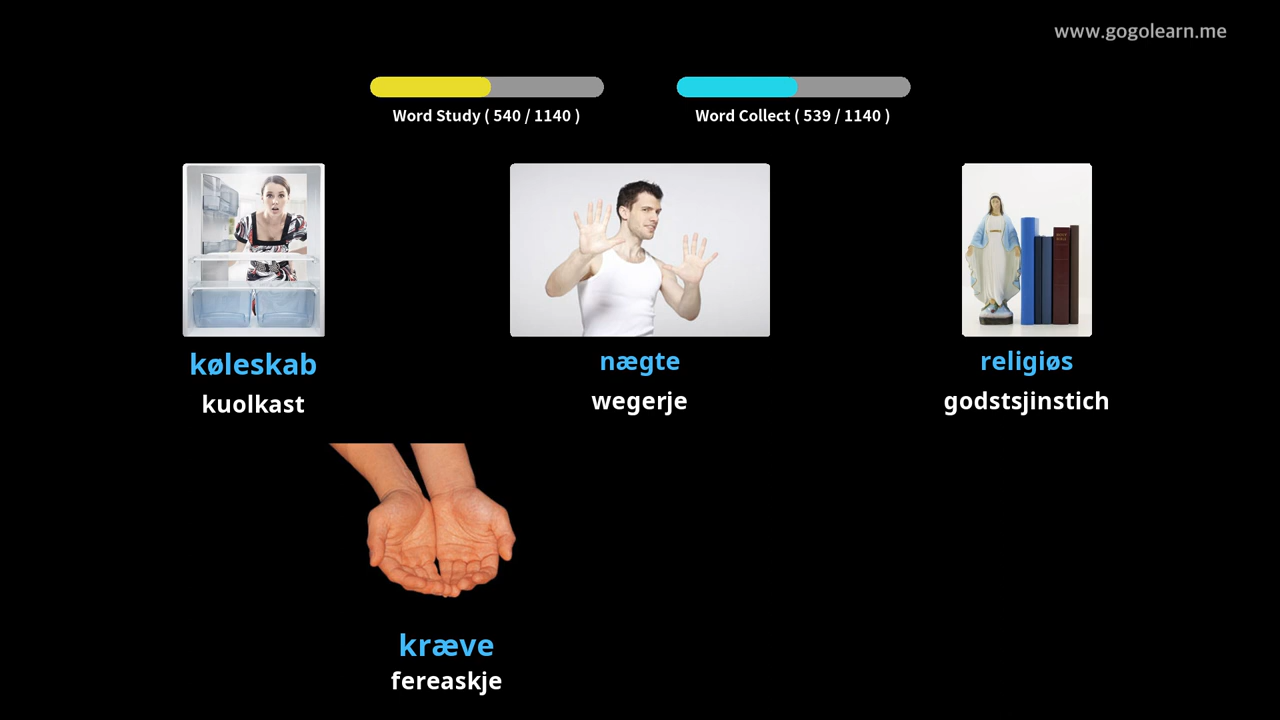 www.gogolearn.me
Word Study ( 540 / 1140 )
Word Collect ( 539 / 1140 )
køleskab
kuolkast
nægte
wegerje
religiøs
godstsjinstich
kræve
fereaskje